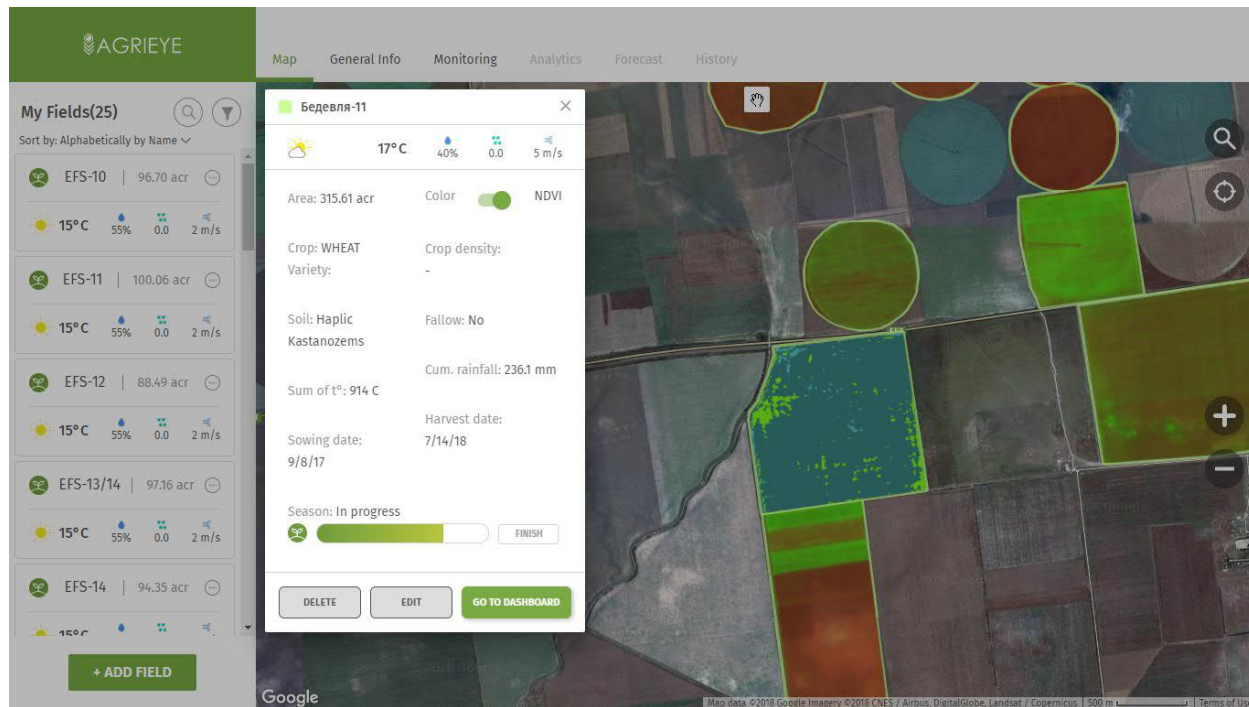 AGRIEYE
Map General Info Monitoring Analytics Forecast History
My Fields(25)
Sort by: Alphabetically by Name
EFS-10 | 96.70 acr
15°C 55% 0.0 2 m/s
EFS-11 | 100.06 acr
15°C 55% 0.0 2 m/s
EFS-12 | 88.49 acr
15°C 55% 0.0 2 m/s
EFS-13/14 | 97.16 acr
15°C 55% 0.0 2 m/s
EFS-14 | 94.35 acr
15°C
+ ADD FIELD
Бедевля-11
17°C 40% 0.0 5 m/s
Area: 315.61 acr
Color NDVI
Crop: WHEAT
Variety:
Crop density:
-
Soil: Haplic
Kastanozems
Fallow: No
Cum. rainfall: 236.1 mm
Sum of t°: 914 C
Harvest date:
7/14/18
Sowing date:
9/8/17
Season: In progress
FINISH
DELETE EDIT GO TO DASHBOARD
E58
Google
Map data ©2018 Google Imagery ©2018 CNES / Airbus, DigitalGlobe, Landsat / Copernicus | 500 m | Terms of Us